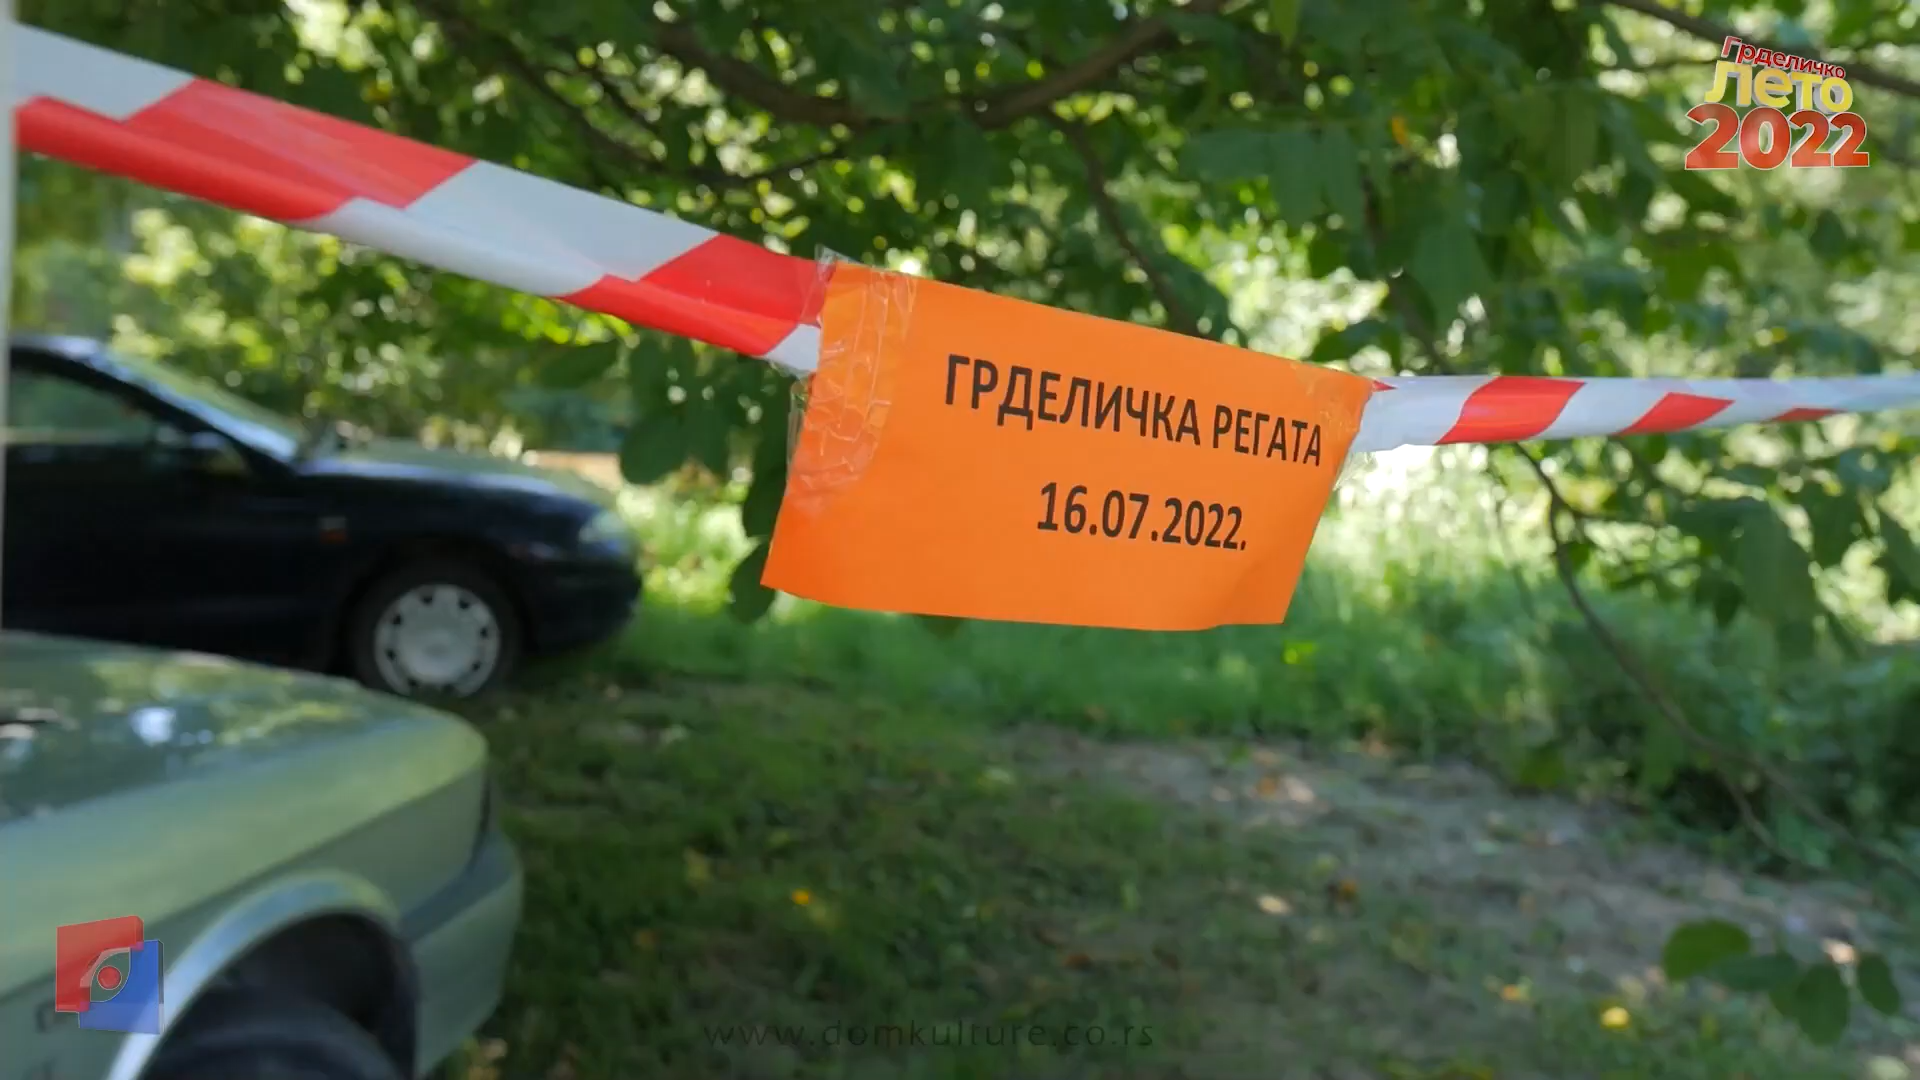 Грделичко
Лето
2022
ГРДЕЛИЧКА РЕГАТА
16.07.2022.
www.domkulture.co.rs